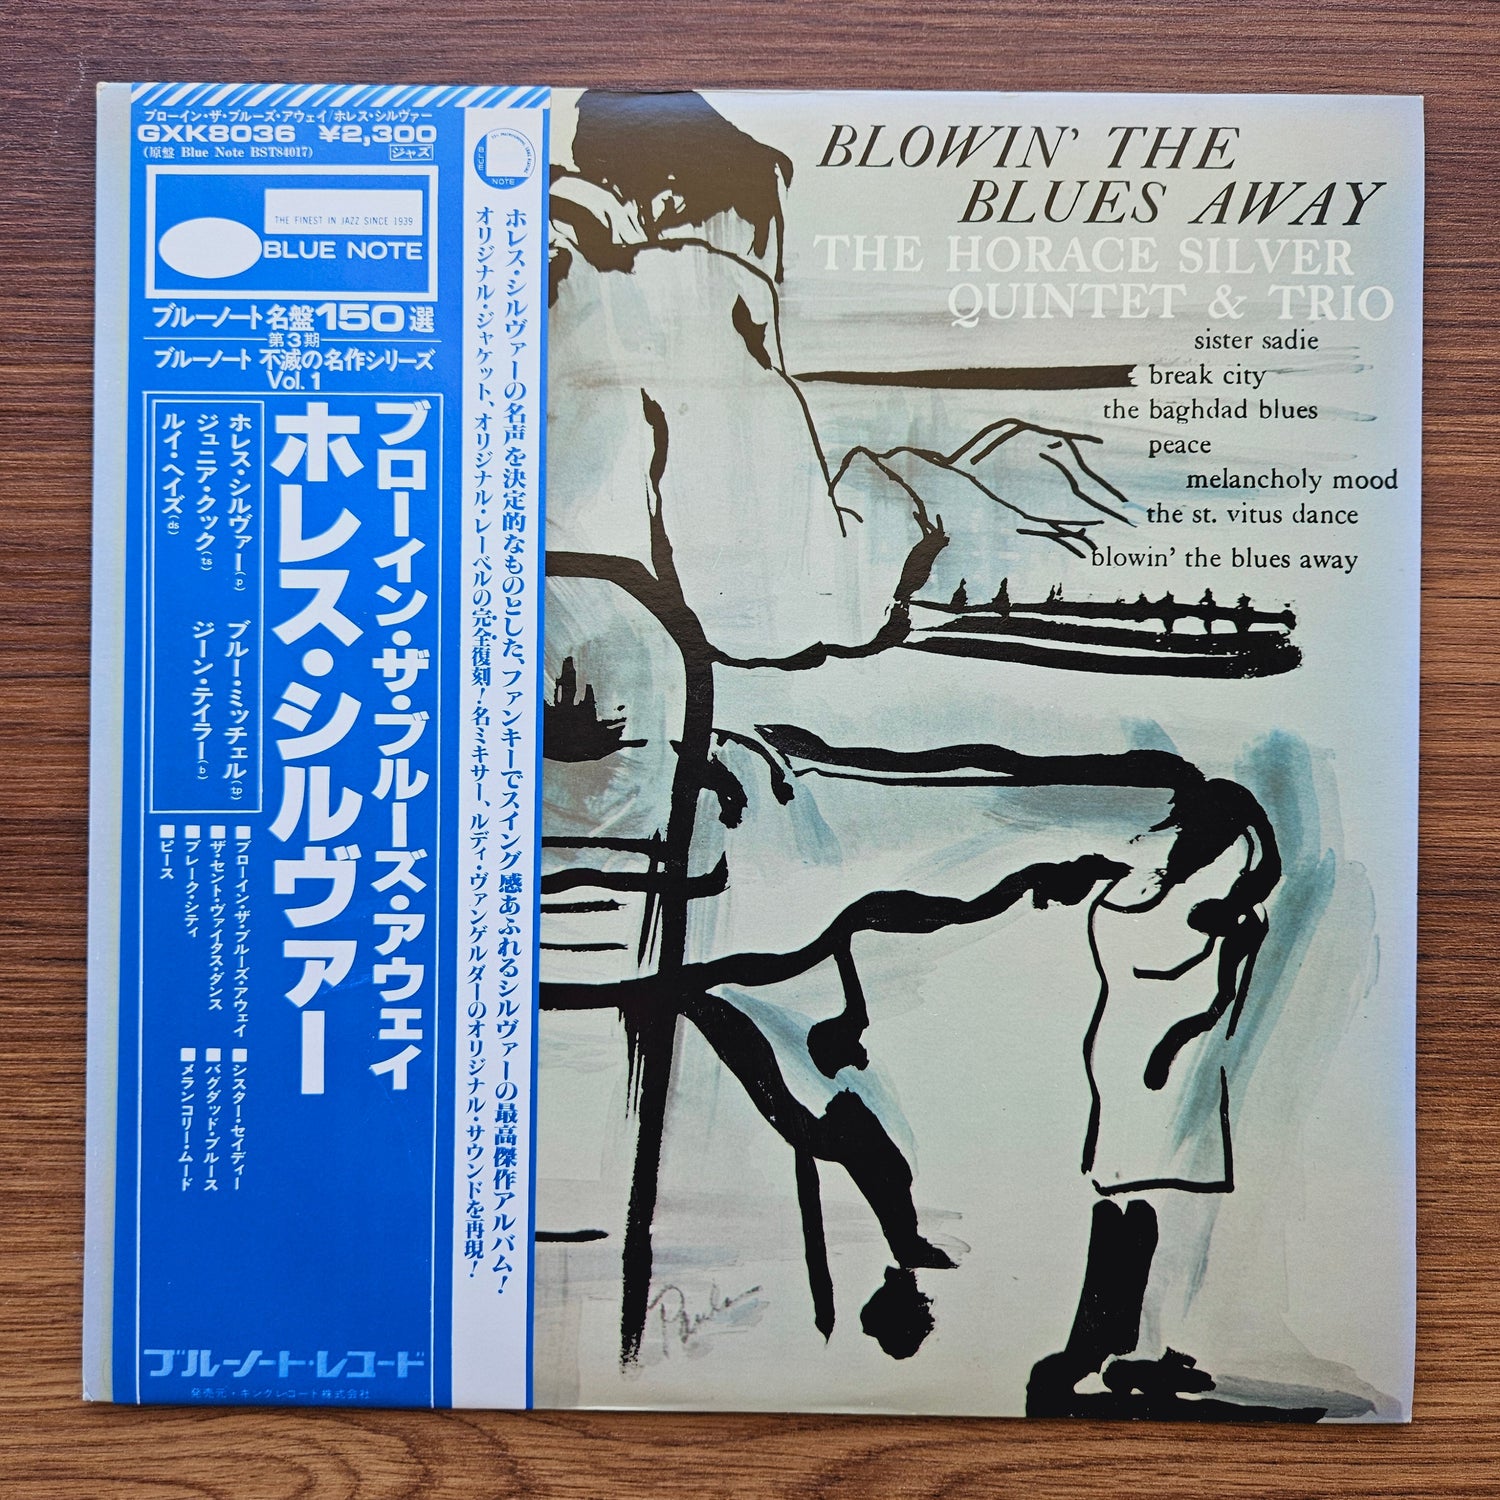 ブローイン・ザ・ブルーズ・アウェイ/ホレス・シルヴァー
GXK8036 ¥2,300
(原盤 Blue Note BST84017) ジャズ
THE FINEST IN JAZZ SINCE 1939
BLUE NOTE
ブルーノート名盤150選
第3期
ブルーノート 不滅の名作シリーズ
Vol.1
ブローイン・ザ・ブルーズ・アウェイ
ホレス・シルヴァー
ホレス・シルヴァー(p) ブルー・ミッチェル(tp)
ジュニア・クック(ts) ジーン・テイラー(b)
ルイ・ヘイズ(ds)
■ブローイン・ザ・ブルーズ・アウェイ
■ザ・セント・ヴァイタス・ダンス
■ブレーク・シティ
■ピース
■シスター・セイディー
■バグダッド・ブルース
■メランコリー・ムード
ブルーノート・レコード
発売元・キングレコード株式会社
BLUE
NOTE
ホレス・シルヴァーの名声を決定的なものとした、ファンキーでスイング感あふれるシルヴァーの最高傑作アルバム!
オリジナル・ジャケット、オリジナル・レーベルの完全復刻!名ミキサー、ルディ・ヴァンゲルダーのオリジナル・サウンドを再現!
BLOWIN' THE
BLUES AWAY
THE HORACE SILVER
QUINTET & TRIO
sister sadie
break city
the baghdad blues
peace
melancholy mood
the st. vitus dance
blowin' the blues away
Paula